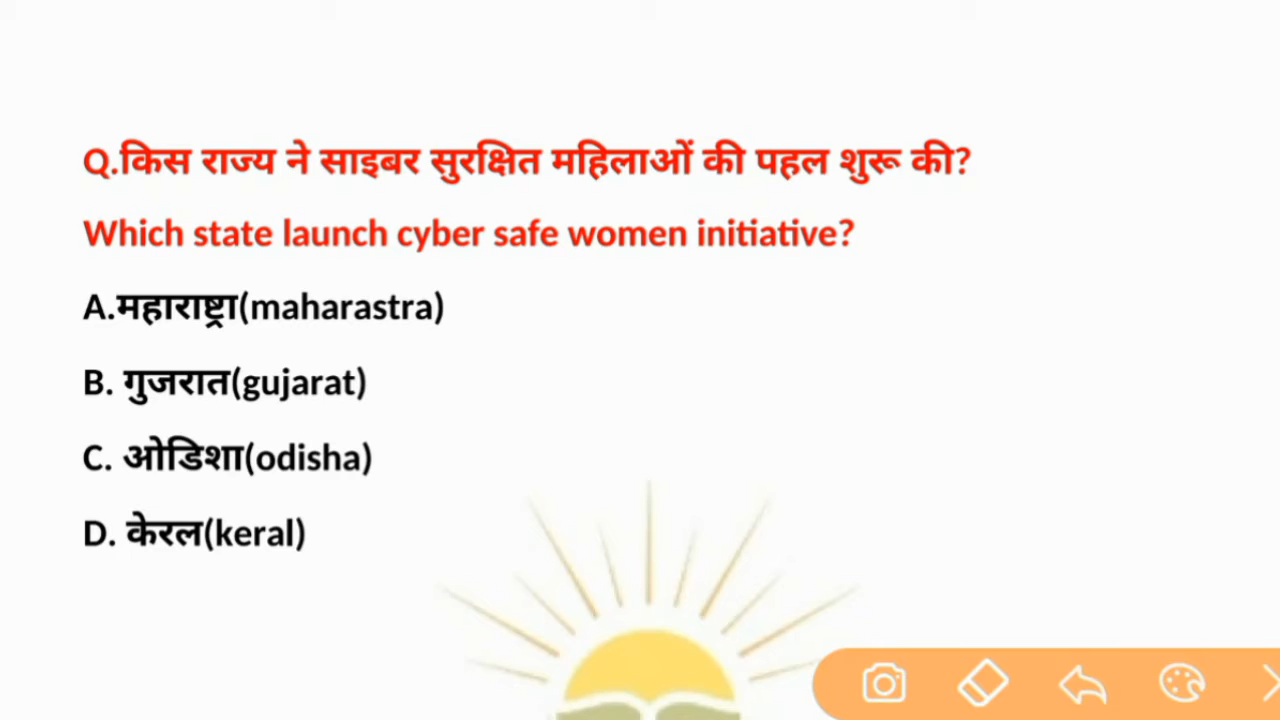 Q.किस राज्य ने साइबर सुरक्षित महिलाओं की पहल शुरू की?
Which state launch cyber safe women initiative?
A.महाराष्ट्रा(maharastra)
B. गुजरात(gujarat)
C. ओडिशा(odisha)
D. केरल(keral)